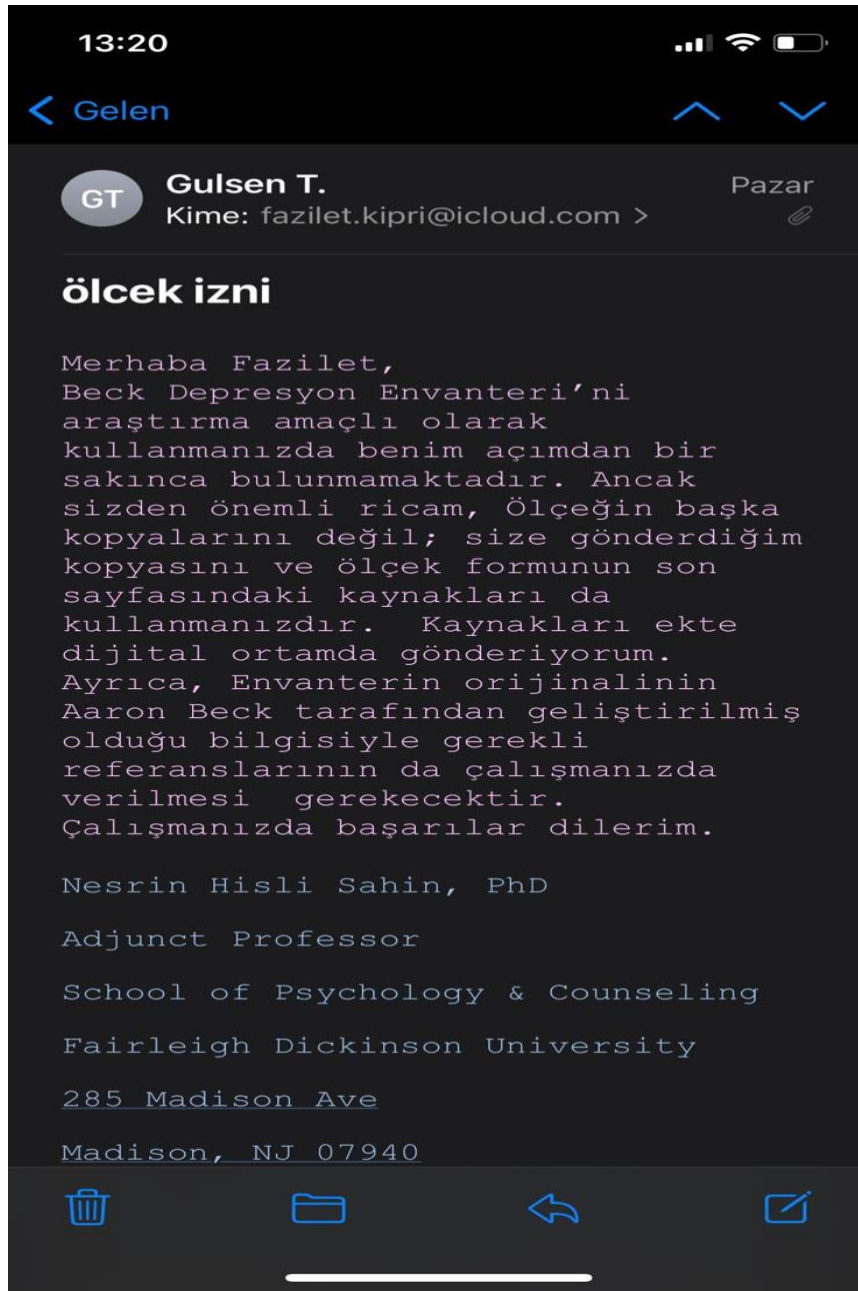 13:20
Gelen
GT
Gulsen T.
Pazar
Kime: fazilet.kipri@icloud.com >
ölcek izni
Merhaba Fazilet,
Beck Depresyon Envanteri’ni
araştırma amaçlı olarak
kullanmanızda benim açımdan bir
sakınca bulunmamaktadır. Ancak
sizden önemli ricam, Ölçeğin başka
kopyalarını değil; size gönderdiğim
kopyasını ve ölçek formunun son
sayfasındaki kaynakları da
kullanmanızdır.  Kaynakları ekte
dijital ortamda gönderiyorum.
Ayrıca, Envanterin orijinalinin
Aaron Beck tarafından geliştirilmiş
olduğu bilgisiyle gerekli
referanslarının da çalışmanızda
verilmesi  gerekecektir.
Çalışmanızda başarılar dilerim.
Nesrin Hisli Sahin, PhD
Adjunct Professor
School of Psychology & Counseling
Fairleigh Dickinson University
285 Madison Ave
Madison, NJ 07940